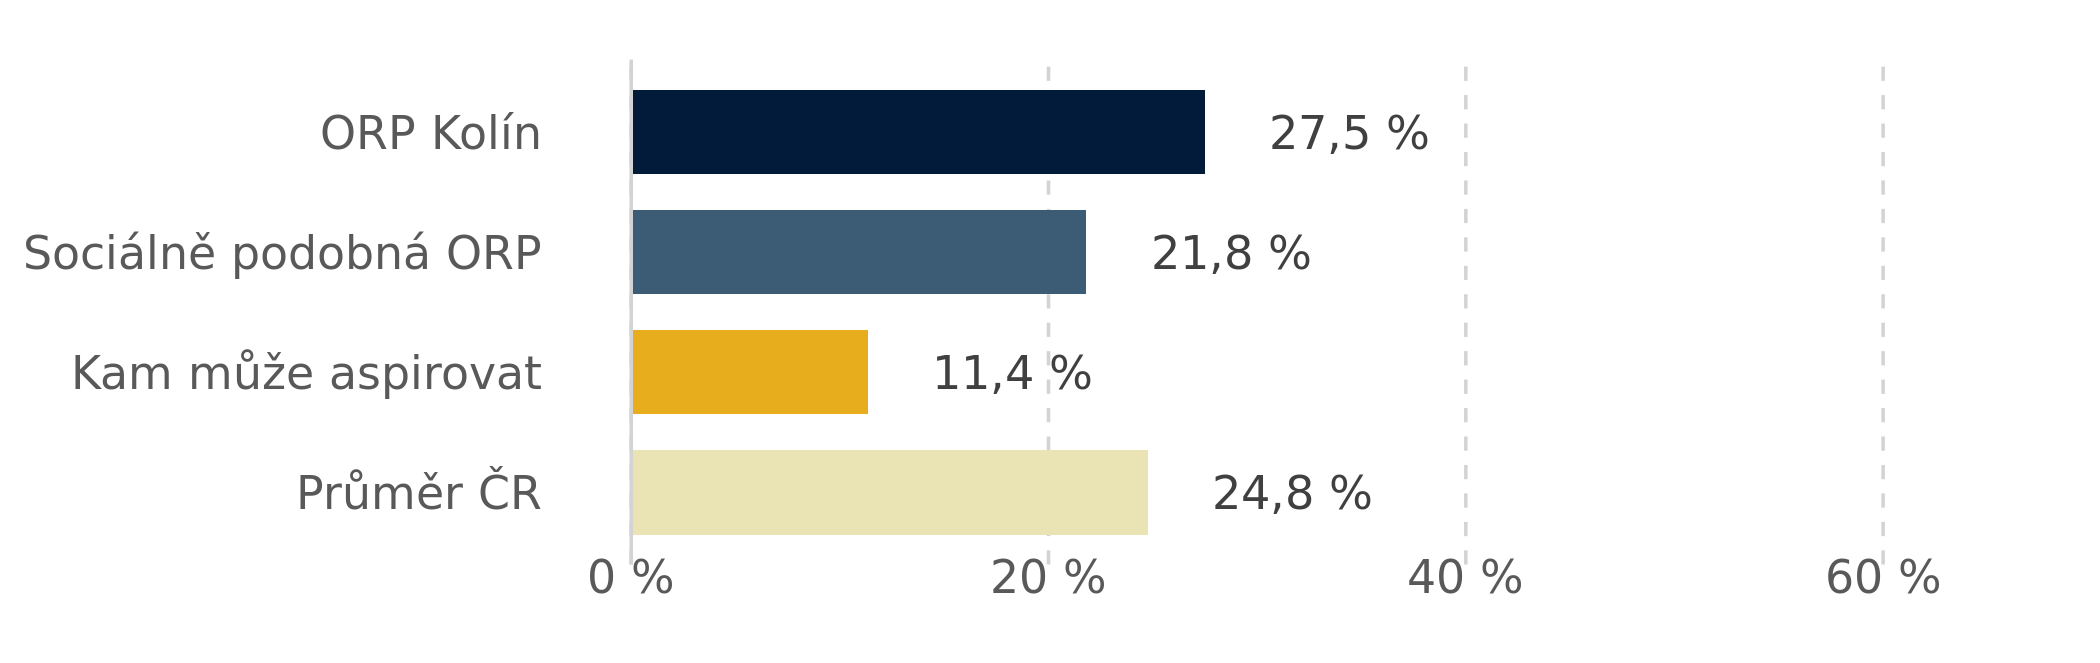 ORP Kolín 27,5 %
Sociálně podobná ORP 21,8 %
Kam může aspirovat 11,4 %
Průměr ČR 24,8 %
0 % 20 % 40 % 60 %